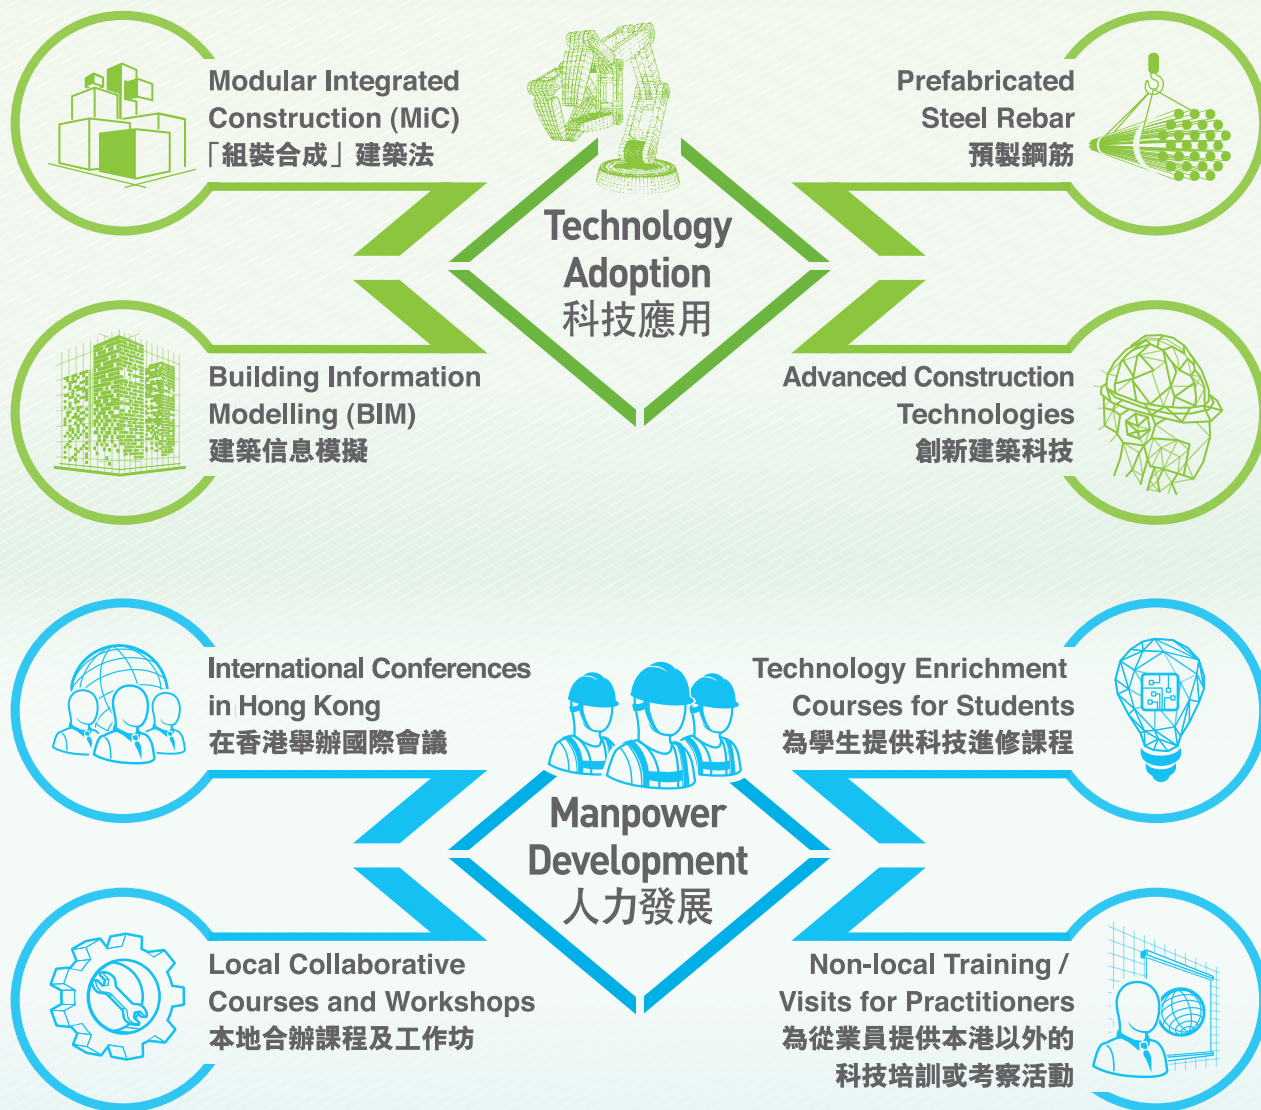 Modular Integrated
Construction (MiC)
「組裝合成」建築法
Prefabricated
Steel Rebar
預製鋼筋
Technology
Adoption
科技應用
Building Information
Modelling (BIM)
建築信息模擬
Advanced Construction
Technologies
創新建築科技
International Conferences
in Hong Kong
在香港舉辦國際會議
Technology Enrichment
Courses for Students
為學生提供科技進修課程
Manpower
Development
人力發展
Local Collaborative
Courses and Workshops
本地合辦課程及工作坊
Non-local Training /
Visits for Practitioners
為從業員提供本港以外的
科技培訓或考察活動